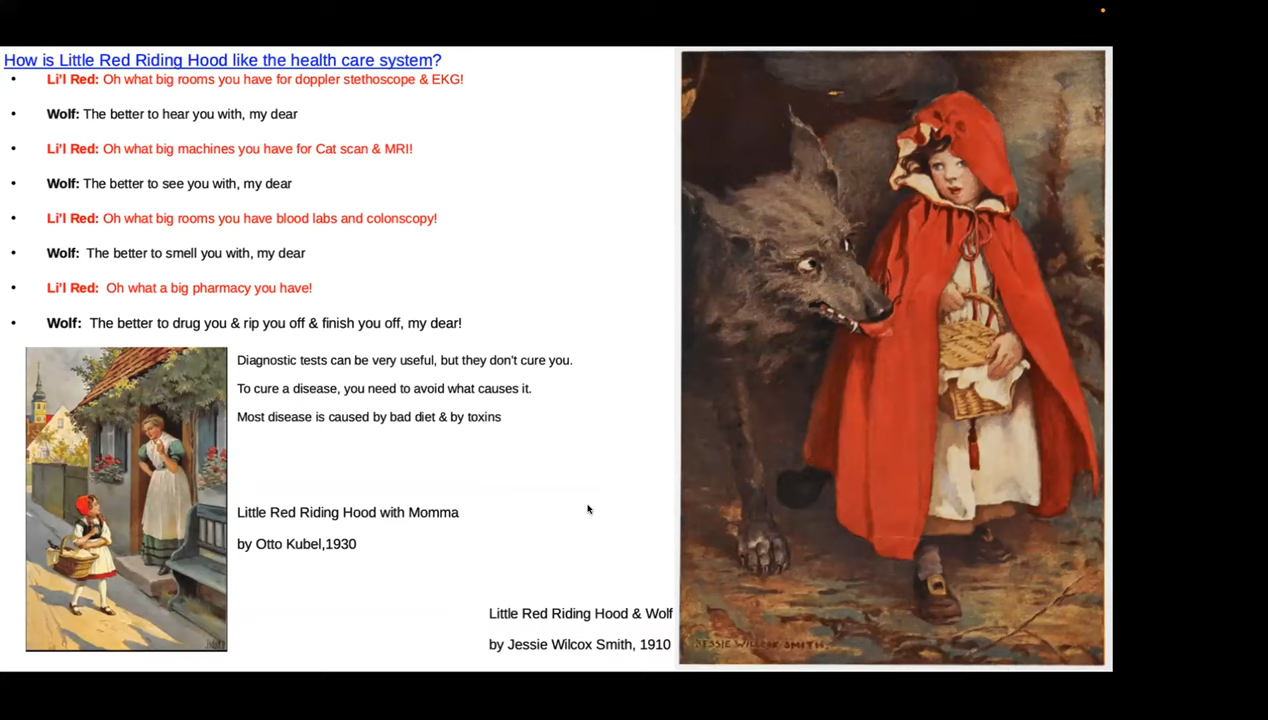 How is Little Red Riding Hood like the health care system?
• Li'l Red: Oh what big rooms you have for doppler stethoscope & EKG!
• Wolf: The better to hear you with, my dear
• Li'l Red: Oh what big machines you have for Cat scan & MRI!
• Wolf: The better to see you with, my dear
• Li'l Red: Oh what big rooms you have blood labs and colonscopy!
• Wolf: The better to smell you with, my dear
• Li'l Red: Oh what a big pharmacy you have!
• Wolf: The better to drug you & rip you off & finish you off, my dear!
Diagnostic tests can be very useful, but they don't cure you.
To cure a disease, you need to avoid what causes it.
Most disease is caused by bad diet & by toxins
Little Red Riding Hood with Momma
by Otto Kubel,1930
Little Red Riding Hood & Wolf
by Jessie Wilcox Smith, 1910
JESSIE WILLCOX SMITH.